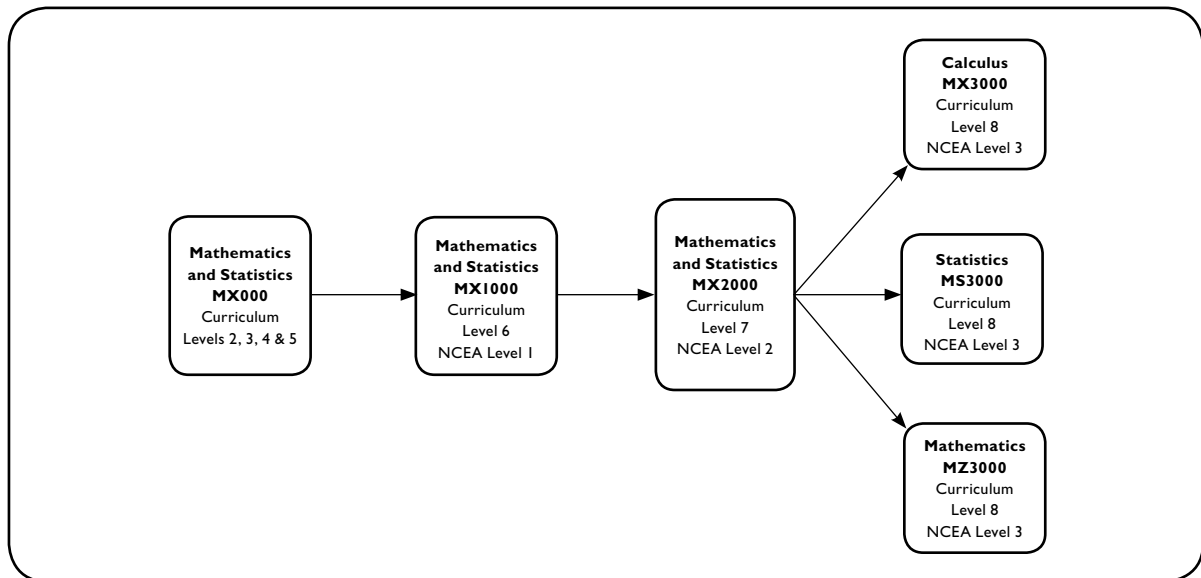 Mathematics
and Statistics
MX000
Curriculum
Levels 2, 3, 4 & 5
Mathematics
and Statistics
MX1000
Curriculum
Level 6
NCEA Level 1
Mathematics
and Statistics
MX2000
Curriculum
Level 7
NCEA Level 2
Calculus
MX3000
Curriculum
Level 8
NCEA Level 3
Statistics
MS3000
Curriculum
Level 8
NCEA Level 3
Mathematics
MZ3000
Curriculum
Level 8
NCEA Level 3